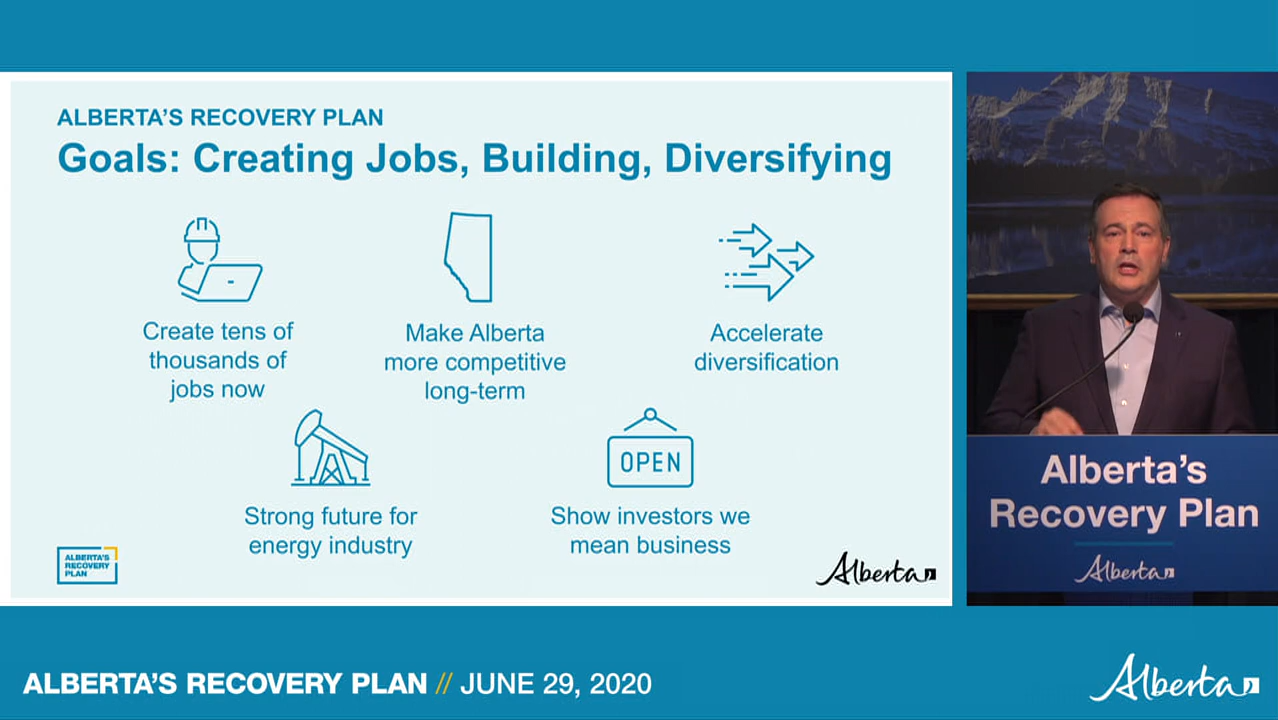 ALBERTA'S RECOVERY PLAN
Goals: Creating Jobs, Building, Diversifying
Create tens of
thousands of
jobs now
Make Alberta
more competitive
long-term
Accelerate
diversification
OPEN
Strong future for
energy industry
Show investors we
mean business
ALBERTA'S
RECOVERY
PLAN
Alberta
Alberta's
Recovery Plan
Alberta
ALBERTA'S RECOVERY PLAN // JUNE 29, 2020
Alberta